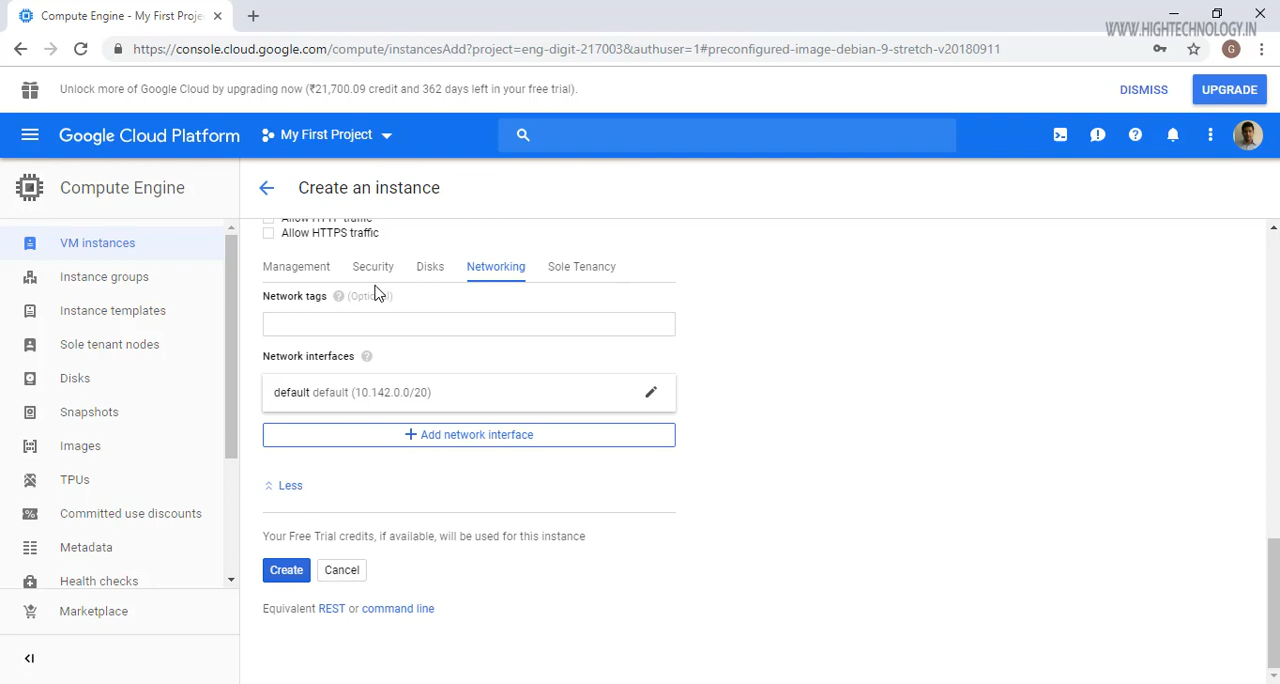 Compute Engine - My First Proje
WWW.HIGHTECHNOLOGY.IN
https://console.cloud.google.com/compute/instancesAdd?project=eng-digit-217003&authuser=1#preconfigured-image-debian-9-stretch-v20180911
G
Unlock more of Google Cloud by upgrading now (₹21,700.09 credit and 362 days left in your free trial).
DISMISS
UPGRADE
Google Cloud Platform
My First Project
Compute Engine
Create an instance
VM instances
Instance groups
Instance templates
Sole tenant nodes
Disks
Snapshots
Images
TPUs
Committed use discounts
Metadata
Health checks
Marketplace
Allow HTTP traffic
Allow HTTPS traffic
Management Security Disks Networking Sole Tenancy
Network tags (Optional)
Network interfaces
default default (10.142.0.0/20)
+ Add network interface
Less
Your Free Trial credits, if available, will be used for this instance
Create Cancel
Equivalent REST or command line